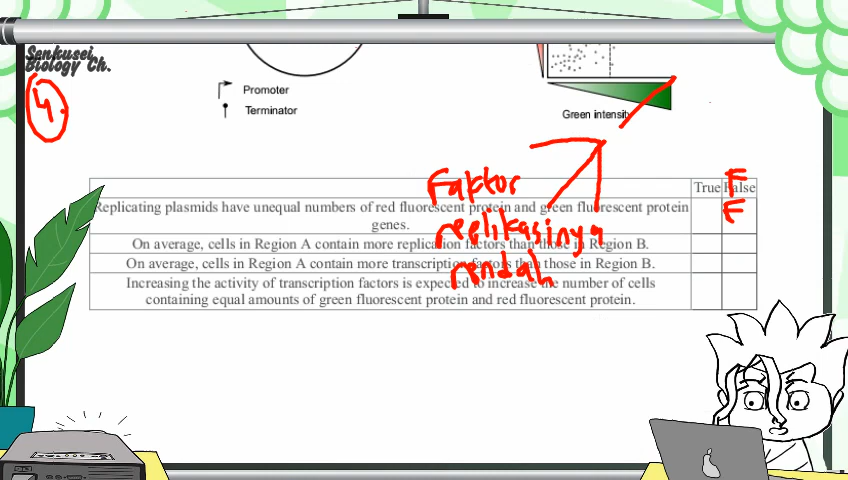 Senkusei
Biology Ch.
4.
Promoter
Terminator
Green intensity
Faktor
replikasinya
rendah
True
False
F
F
Replicating plasmids have unequal numbers of red fluorescent protein and green fluorescent protein
genes.
On average, cells in Region A contain more replication factors than those in Region B.
On average, cells in Region A contain more transcription factors than those in Region B.
Increasing the activity of transcription factors is expected to increase the number of cells
containing equal amounts of green fluorescent protein and red fluorescent protein.